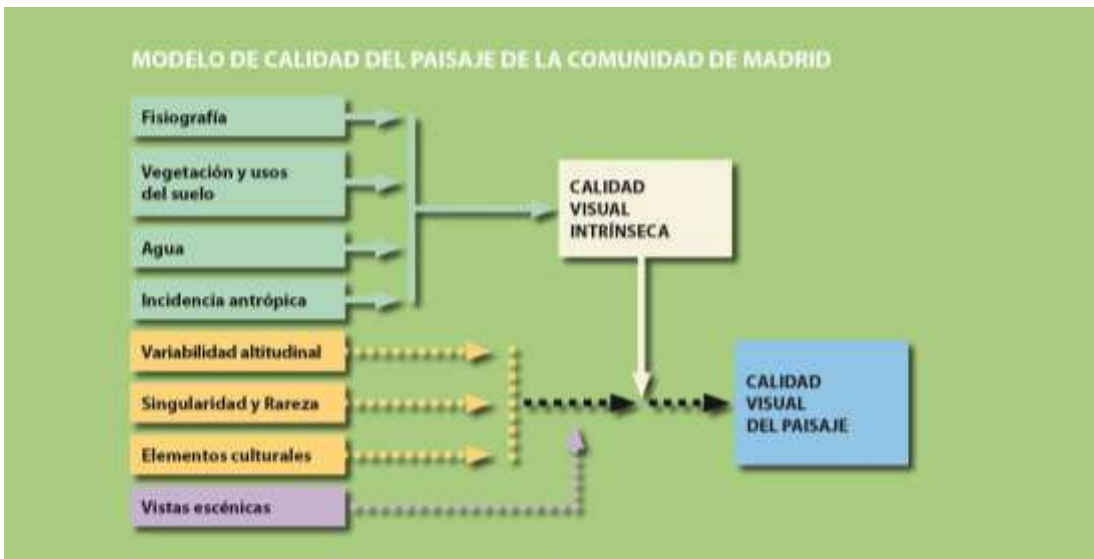 MODELO DE CALIDAD DEL PAISAJE DE LA COMUNIDAD DE MADRID
Fisiografía
Vegetación y usos
del suelo
Agua
Incidencia antrópica
Variabilidad altitudinal
Singularidad y Rareza
Elementos culturales
Vistas escénicas
CALIDAD
VISUAL
INTRÍNSECA
CALIDAD
VISUAL
DEL PAISAJE